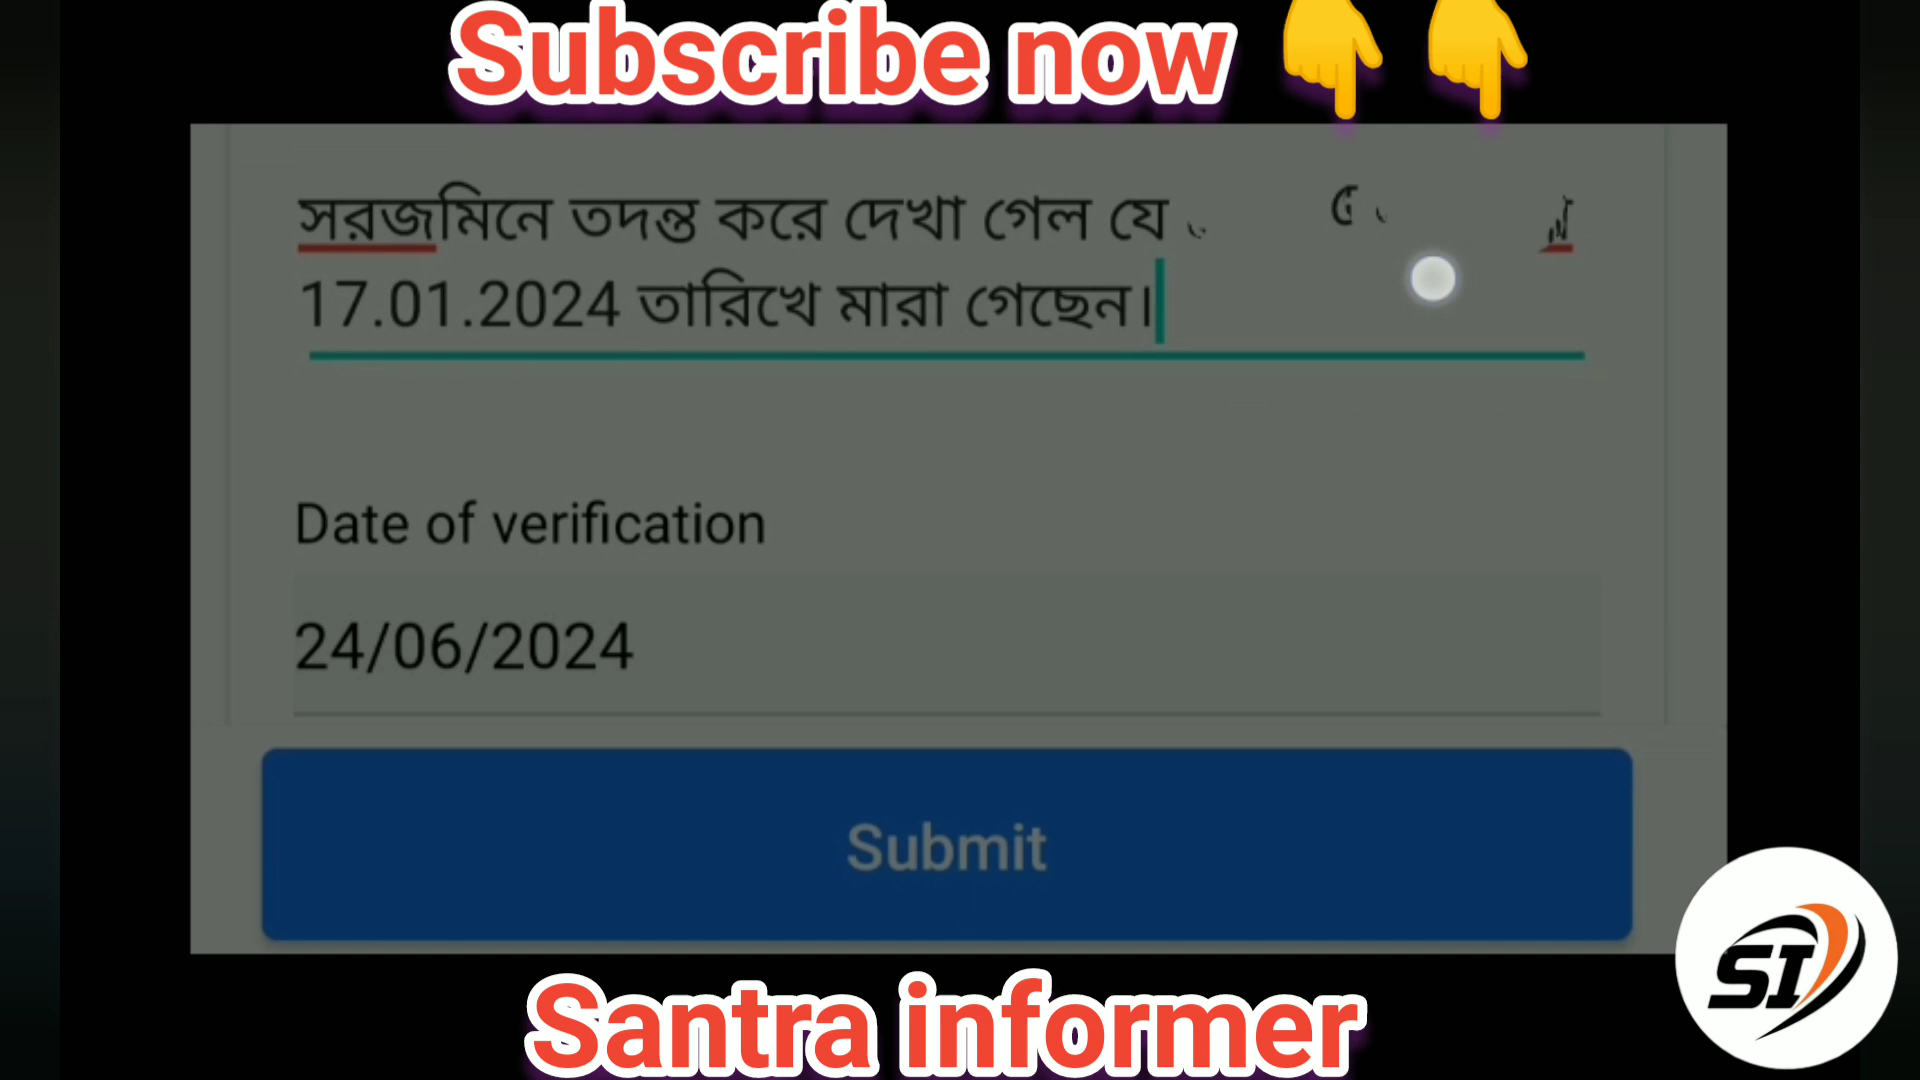 Subscribe now 👇👇
সরজমিনে তদন্ত করে দেখা গেল যে
17.01.2024 তারিখে মারা গেছেন।
Date of verification
24/06/2024
Submit
SI
Santra informer